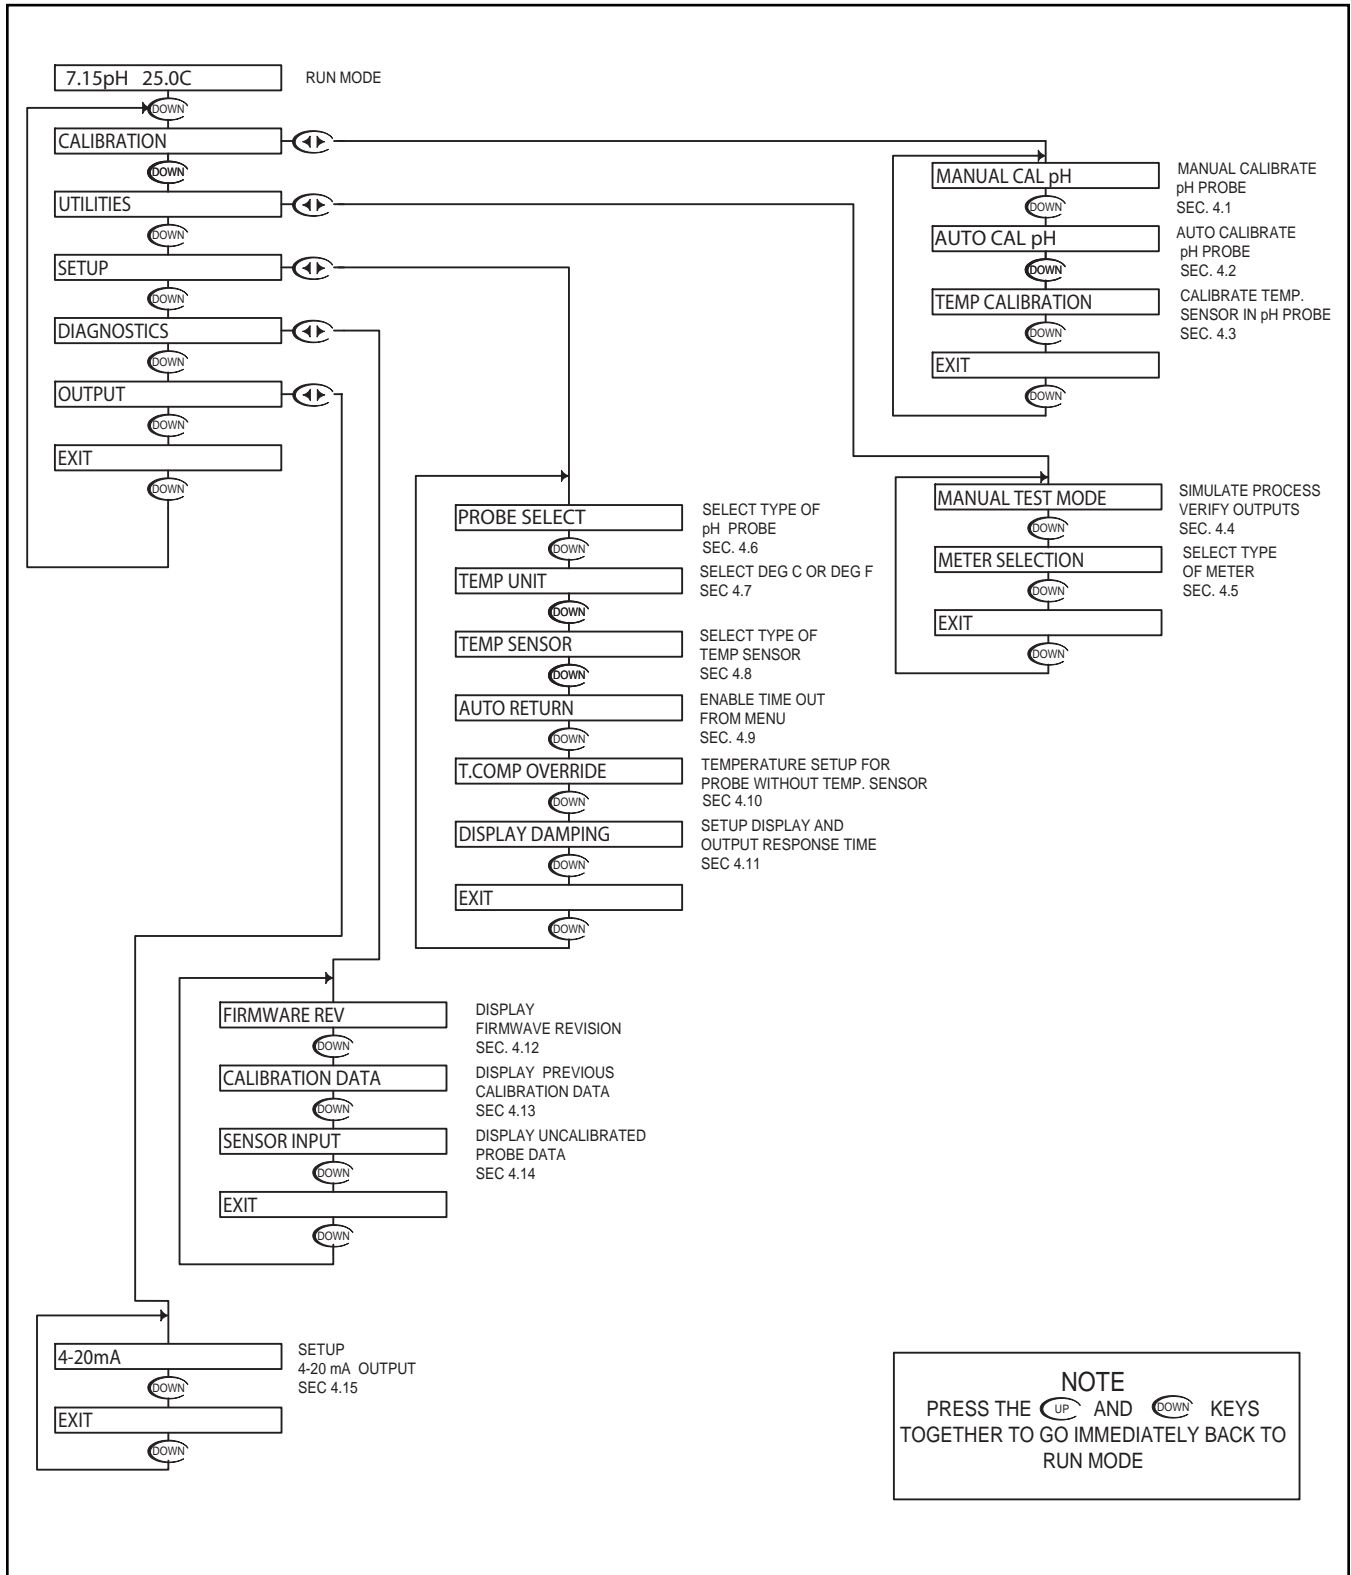 7.15pH 25.0C
RUN MODE
DOWN
CALIBRATION
DOWN
UTILITIES
DOWN
SETUP
DOWN
DIAGNOSTICS
DOWN
OUTPUT
DOWN
EXIT
DOWN
MANUAL CAL pH
MANUAL CALIBRATE
pH PROBE
SEC. 4.1
DOWN
AUTO CAL pH
AUTO CALIBRATE
pH PROBE
SEC. 4.2
DOWN
TEMP CALIBRATION
CALIBRATE TEMP.
SENSOR IN pH PROBE
SEC. 4.3
DOWN
EXIT
DOWN
MANUAL TEST MODE
SIMULATE PROCESS
VERIFY OUTPUTS
SEC. 4.4
DOWN
METER SELECTION
SELECT TYPE
OF METER
SEC. 4.5
DOWN
EXIT
DOWN
PROBE SELECT
SELECT TYPE OF
pH PROBE
SEC. 4.6
DOWN
TEMP UNIT
SELECT DEG C OR DEG F
SEC 4.7
DOWN
TEMP SENSOR
SELECT TYPE OF
TEMP SENSOR
SEC 4.8
DOWN
AUTO RETURN
ENABLE TIME OUT
FROM MENU
SEC. 4.9
DOWN
T.COMP OVERRIDE
TEMPERATURE SETUP FOR
PROBE WITHOUT TEMP. SENSOR
SEC 4.10
DOWN
DISPLAY DAMPING
SETUP DISPLAY AND
OUTPUT RESPONSE TIME
SEC 4.11
DOWN
EXIT
DOWN
FIRMWARE REV
DISPLAY
FIRMWAVE REVISION
SEC. 4.12
DOWN
CALIBRATION DATA
DISPLAY PREVIOUS
CALIBRATION DATA
SEC 4.13
DOWN
SENSOR INPUT
DISPLAY UNCALIBRATED
PROBE DATA
SEC 4.14
DOWN
EXIT
DOWN
4-20mA
SETUP
4-20 mA OUTPUT
SEC 4.15
DOWN
EXIT
DOWN
NOTE
PRESS THE UP AND DOWN KEYS
TOGETHER TO GO IMMEDIATELY BACK TO
RUN MODE